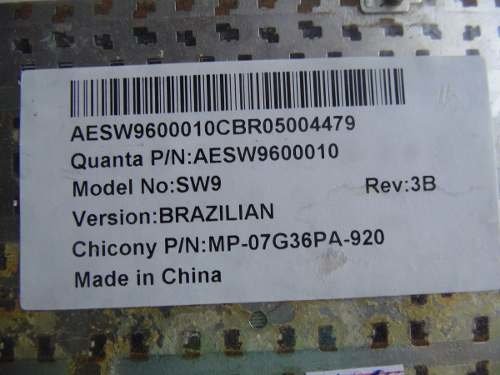 AESW9600010CBR05004479
Quanta P/N:AESW9600010
Model No:SW9 Rev:3B
Version:BRAZILIAN
Chicony P/N:MP-07G36PA-920
Made in China